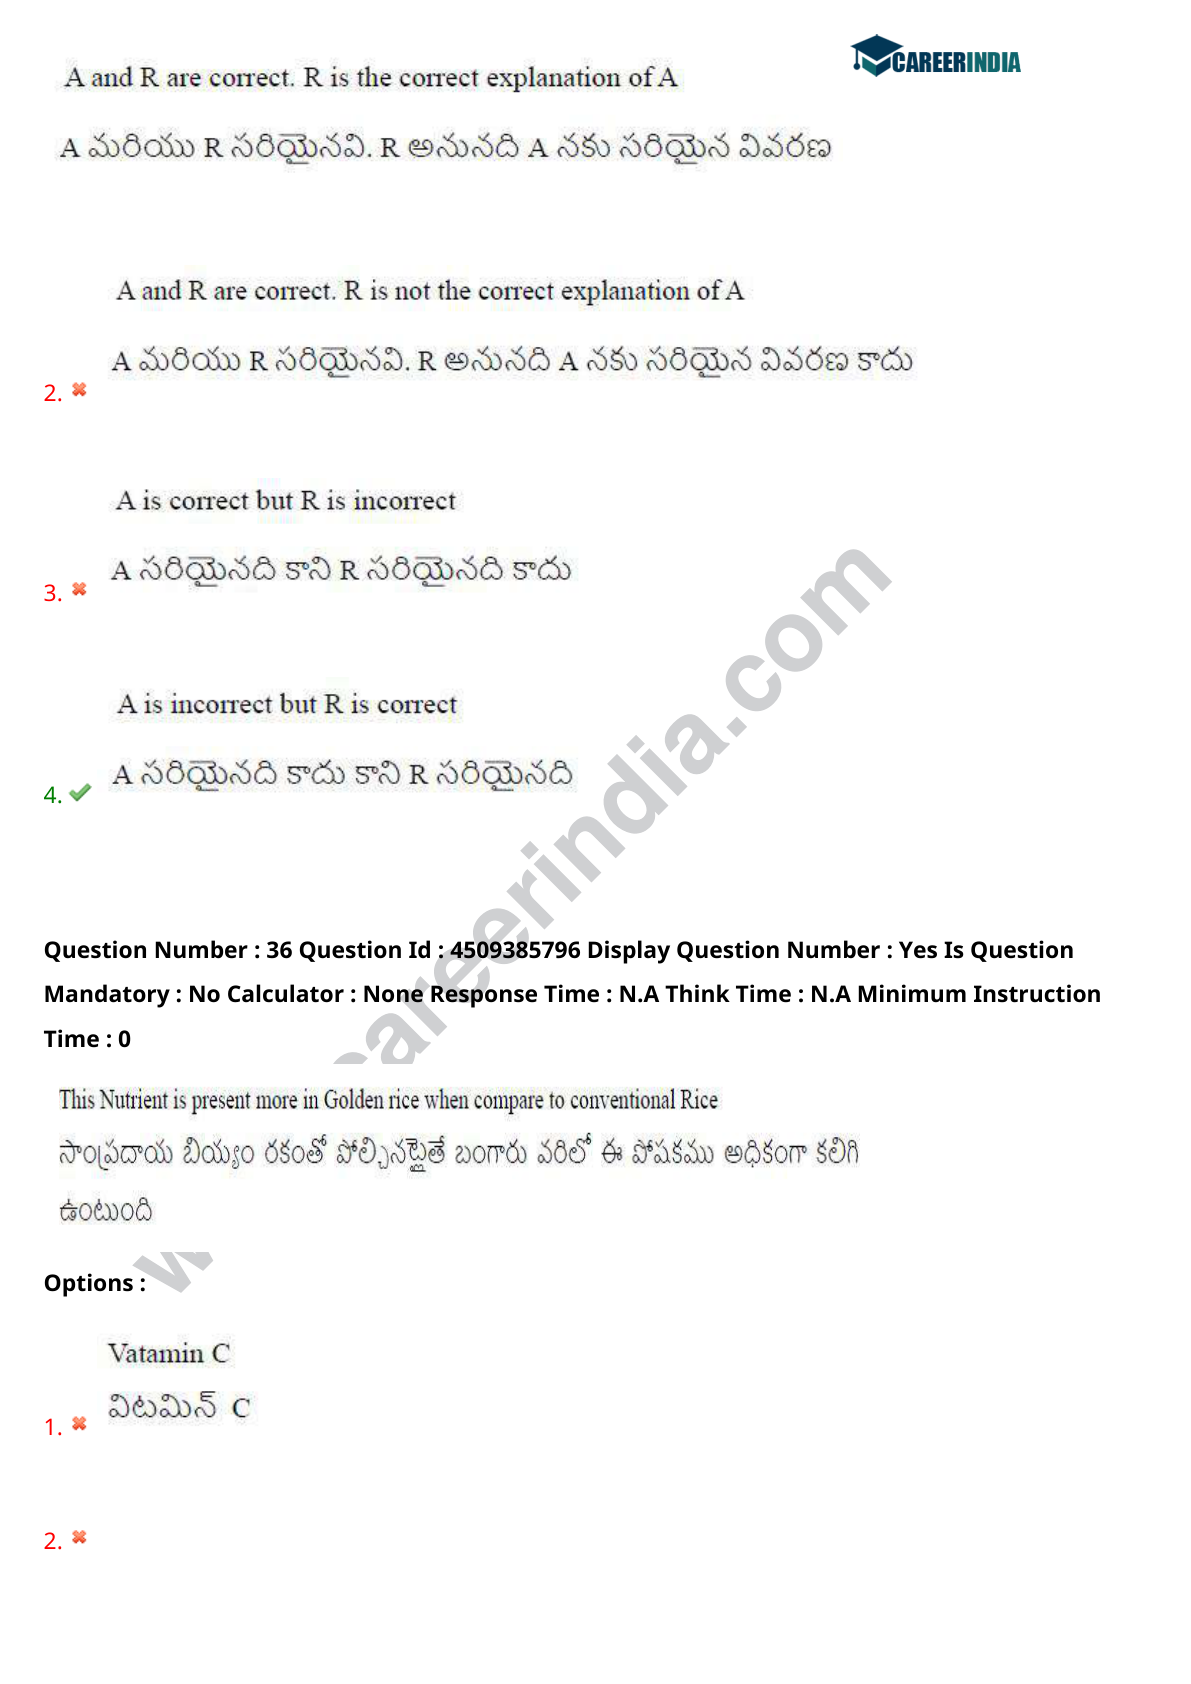 CAREERINDIA
A and R are correct. R is the correct explanation of A
A మరియు R సరియైనవి. R అనునది A నకు సరియైన వివరణ
A and R are correct. R is not the correct explanation of A
A మరియు R సరియైనవి. R అనునది A నకు సరియైన వివరణ కాదు
2.
A is correct but R is incorrect
A సరియైనది కాని R సరియైనది కాదు
3.
A is incorrect but R is correct
A సరియైనది కాదు కాని R సరియైనది
4.
Question Number : 36 Question Id : 4509385796 Display Question Number : Yes Is Question
Mandatory : No Calculator : None Response Time : N.A Think Time : N.A Minimum Instruction
Time : 0
This Nutrient is present more in Golden rice when compare to conventional Rice
సాంప్రదాయ బియ్యం రకంతో పోల్చినట్లైతే బంగారు వరిలో ఈ పోషకము అధికంగా కలిగి
ఉంటుంది
Options :
Vatamin C
విటమిన్ C
1.
2.
careerindia.com